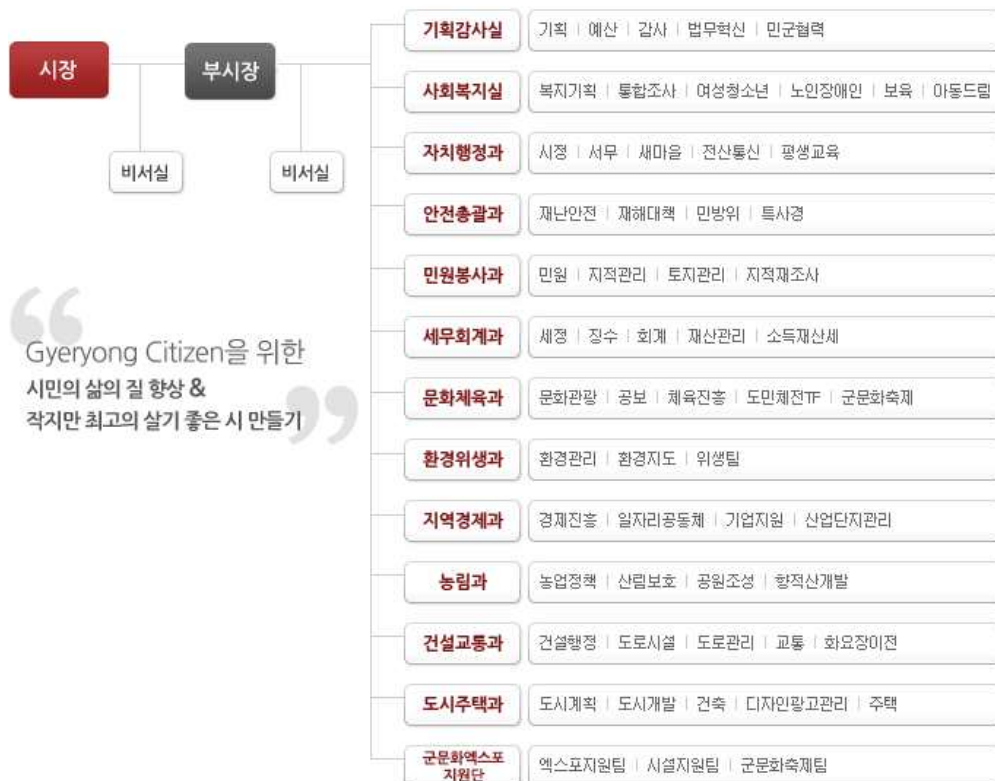 시장
부시장
비서실
비서실
Gyeryong Citizen을 위한
시민의 삶의 질 향상 &
작지만 최고의 살기 좋은 시 만들기
기획감사실 기획 | 예산 | 감사 | 법무혁신 | 민군협력
사회복지실 복지기획 | 통합조사 | 여성청소년 | 노인장애인 | 보육 | 아동드림
자치행정과 시정 | 서무 | 새마을 | 전산통신 | 평생교육
안전총괄과 재난안전 | 재해대책 | 민방위 | 특사경
민원봉사과 민원 | 지적관리 | 토지관리 | 지적재조사
세무회계과 세정 | 징수 | 회계 | 재산관리 | 소득재산세
문화체육과 문화관광 | 공보 | 체육진흥 | 도민체전TF | 군문화축제
환경위생과 환경관리 | 환경지도 | 위생팀
지역경제과 경제진흥 | 일자리공동체 | 기업지원 | 산업단지관리
농림과 농업정책 | 산림보호 | 공원조성 | 향적산개발
건설교통과 건설행정 | 도로시설 | 도로관리 | 교통 | 화요장이전
도시주택과 도시계획 | 도시개발 | 건축 | 디자인광고관리 | 주택
군문화엑스포
지원단
엑스포지원팀 | 시설지원팀 | 군문화축제팀